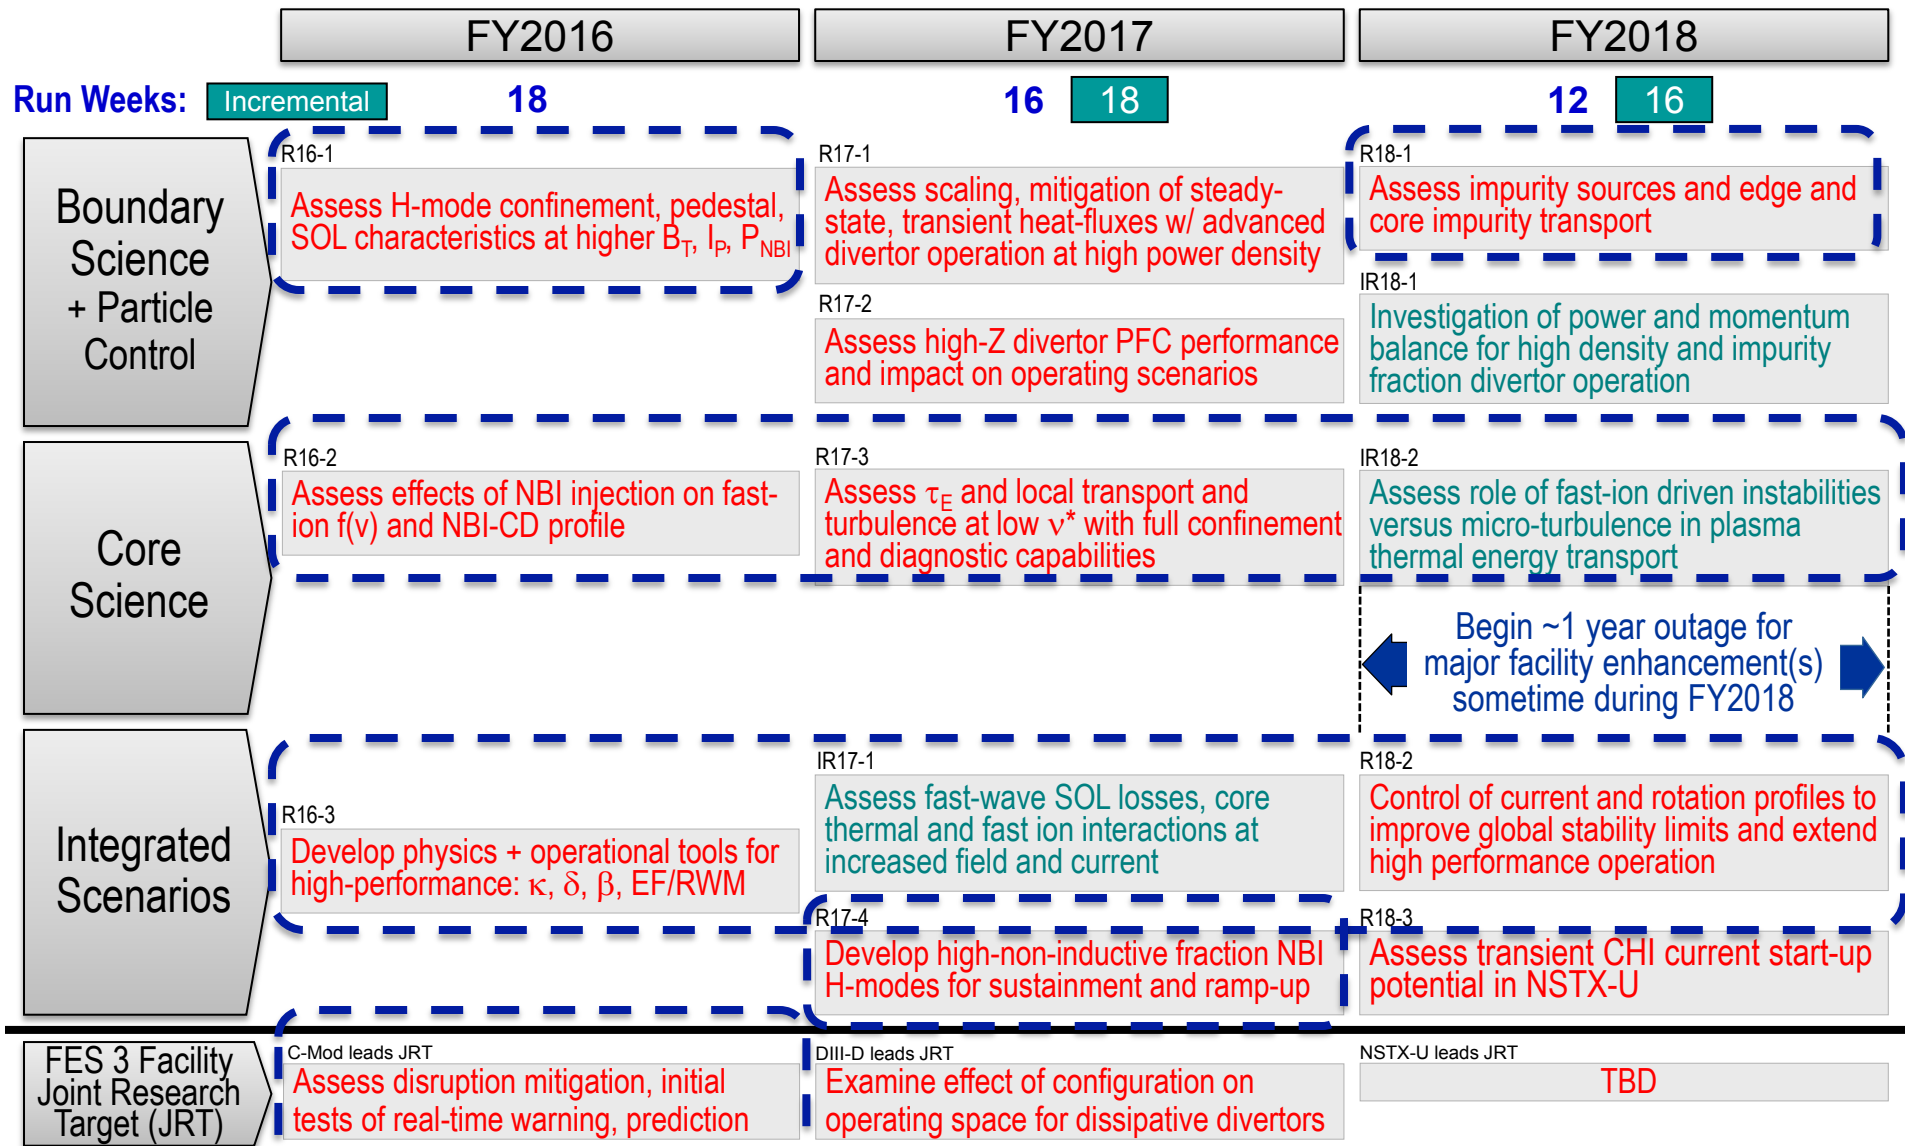 FY2016
FY2017
FY2018
Run Weeks:
Incremental
18
16
18
12
16
Boundary
Science
+ Particle
Control
R16-1
Assess H-mode confinement, pedestal,
SOL characteristics at higher B_T, I_P, P_NBI
R17-1
Assess scaling, mitigation of steady-
state, transient heat-fluxes w/ advanced
divertor operation at high power density
R17-2
Assess high-Z divertor PFC performance
and impact on operating scenarios
R18-1
Assess impurity sources and edge and
core impurity transport
IR18-1
Investigation of power and momentum
balance for high density and impurity
fraction divertor operation
Core
Science
R16-2
Assess effects of NBI injection on fast-
ion f(v) and NBI-CD profile
R17-3
Assess τ_E and local transport and
turbulence at low ν* with full confinement
and diagnostic capabilities
IR18-2
Assess role of fast-ion driven instabilities
versus micro-turbulence in plasma
thermal energy transport
Begin ~1 year outage for
major facility enhancement(s)
sometime during FY2018
Integrated
Scenarios
R16-3
Develop physics + operational tools for
high-performance: κ, δ, β, EF/RWM
IR17-1
Assess fast-wave SOL losses, core
thermal and fast ion interactions at
increased field and current
R17-4
Develop high-non-inductive fraction NBI
H-modes for sustainment and ramp-up
R18-2
Control of current and rotation profiles to
improve global stability limits and extend
high performance operation
R18-3
Assess transient CHI current start-up
potential in NSTX-U
FES 3 Facility
Joint Research
Target (JRT)
C-Mod leads JRT
Assess disruption mitigation, initial
tests of real-time warning, prediction
DIII-D leads JRT
Examine effect of configuration on
operating space for dissipative divertors
NSTX-U leads JRT
TBD